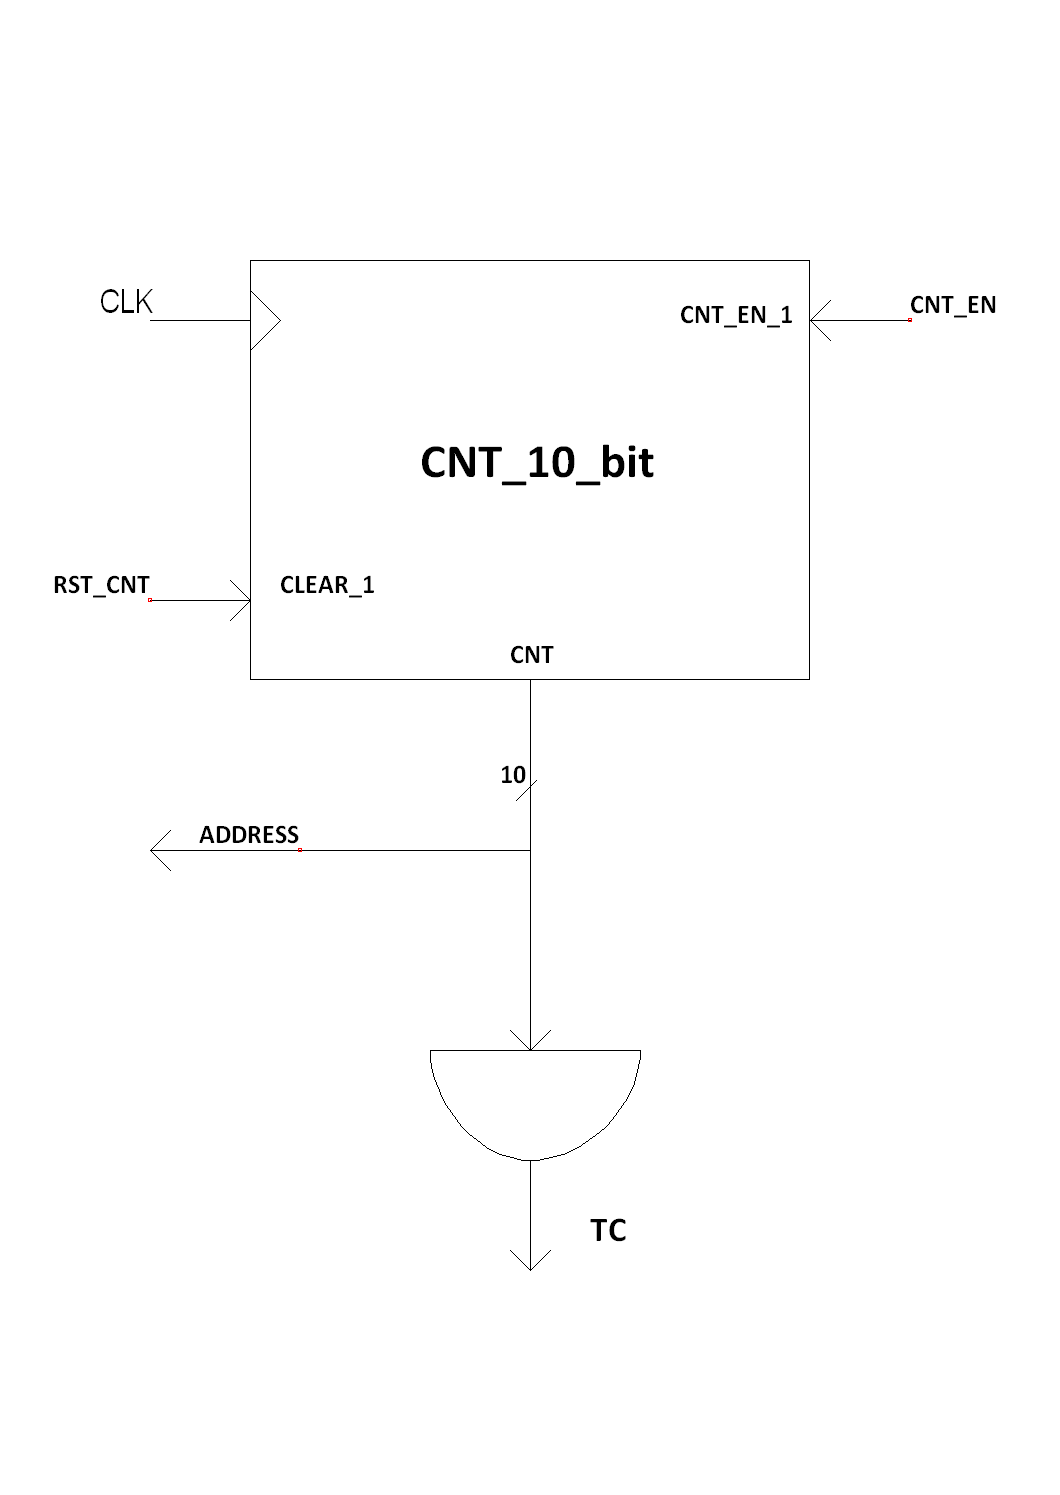 CLK
CNT_EN_1
CNT_EN
CNT_10_bit
RST_CNT
CLEAR_1
CNT
10
ADDRESS
TC